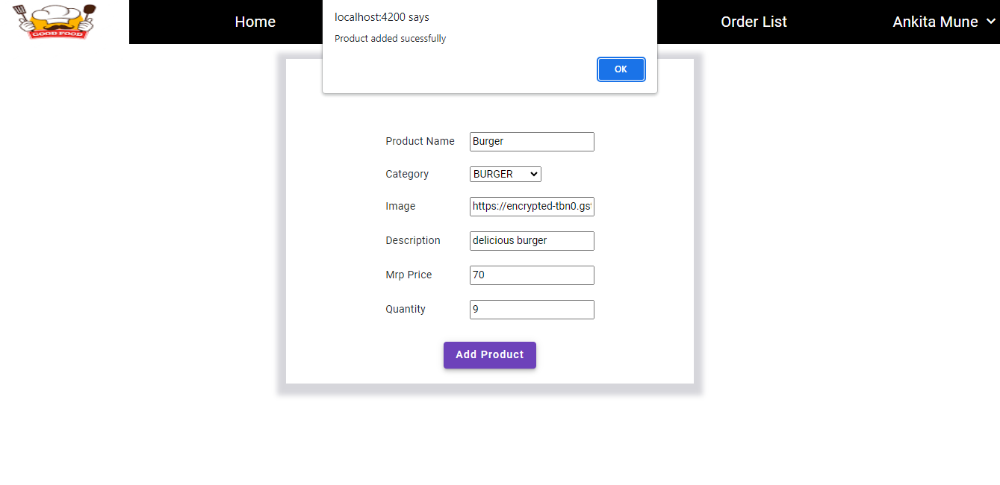 GOOD FOOD
Home
Order List
Ankita Mune
localhost:4200 says
Product added sucessfully
OK
Product Name Burger
Category BURGER
Image https://encrypted-tbn0.gs
Description delicious burger
Mrp Price 70
Quantity 9
Add Product